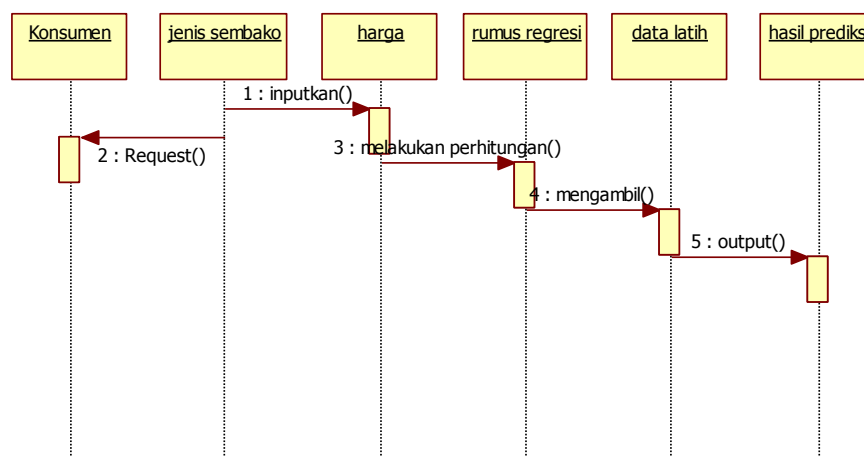 Konsumen
jenis sembako
harga
rumus regresi
data latih
hasil prediks
1 : inputkan()
2 : Request()
3 : melakukan perhitungan()
4 : mengambil()
5 : output()